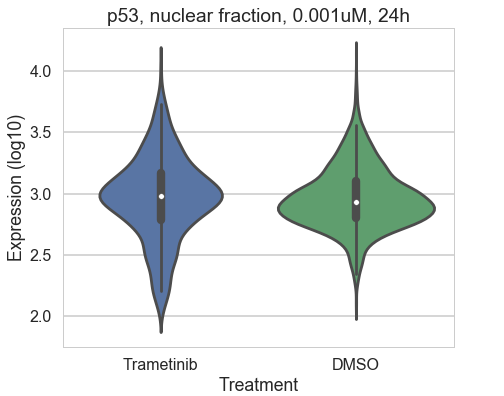 p53, nuclear fraction, 0.001uM, 24h
Expression (log10)
4.0
3.5
3.0
2.5
2.0
Trametinib DMSO
Treatment